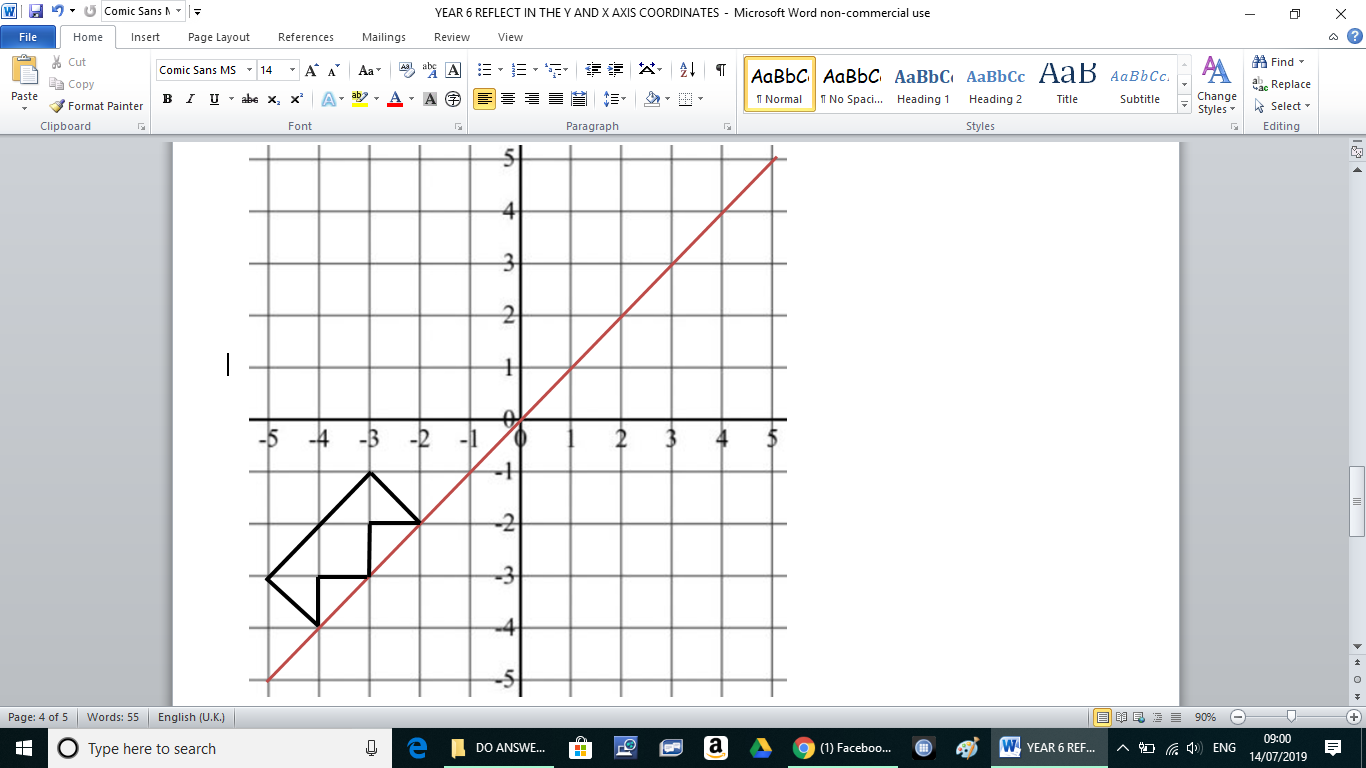 YEAR 6 REFLECT IN THE Y AND X AXIS COORDINATES - Microsoft Word non-commercial use
Comic Sans M
File Home Insert Page Layout References Mailings Review View
Paste
Cut
Copy
Format Painter
Clipboard
Comic Sans MS 14
Font
Paragraph
AaBbCc AaBbCc AaBbCc AaBbCc AaB AaBbCc.
¶ Normal ¶ No Spaci... Heading 1 Heading 2 Title Subtitle
Change Styles
Styles
Find
Replace
Select
Editing
5
4
3
2
1
0
-5 -4 -3 -2 -1 0 1 2 3 4 5
-1
-2
-3
-4
-5
Page: 4 of 5 Words: 55 English (U.K.) 90%
Type here to search
DO ANSWE...
(1) Faceboo...
YEAR 6 REF...
ENG
09:00
14/07/2019